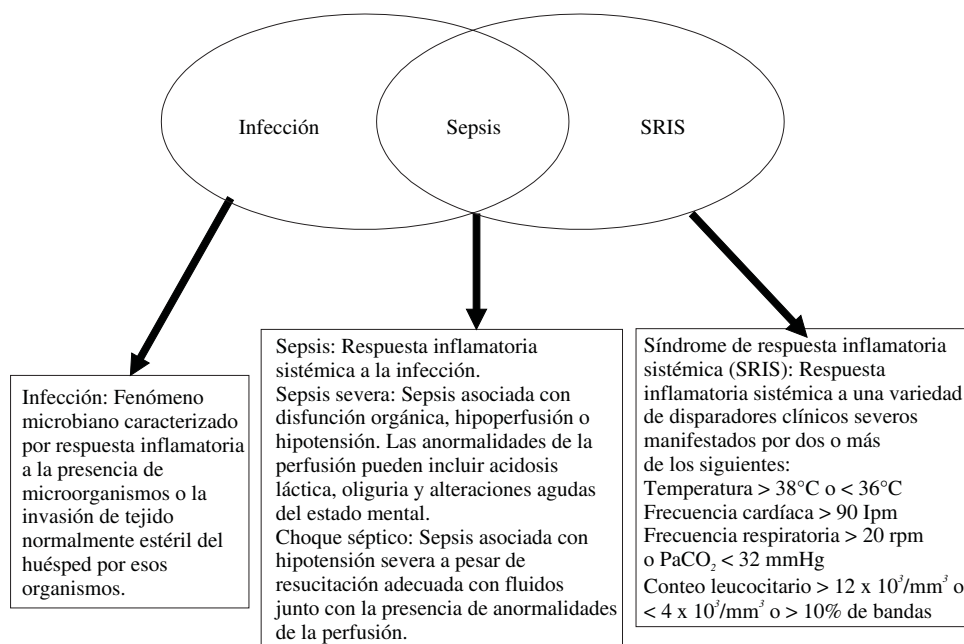 Infección
Sepsis
SRIS
Infección: Fenómeno
microbiano caracterizado
por respuesta inflamatoria
a la presencia de
microorganismos o la
invasión de tejido
normalmente estéril del
huésped por esos
organismos.
Sepsis: Respuesta inflamatoria
sistémica a la infección.
Sepsis severa: Sepsis asociada con
disfunción orgánica, hipoperfusión o
hipotensión. Las anormalidades de la
perfusión pueden incluir acidosis
láctica, oliguria y alteraciones agudas
del estado mental.
Choque séptico: Sepsis asociada con
hipotensión severa a pesar de
resucitación adecuada con fluidos
junto con la presencia de anormalidades
de la perfusión.
Síndrome de respuesta inflamatoria
sistémica (SRIS): Respuesta
inflamatoria sistémica a una variedad
de disparadores clínicos severos
manifestados por dos o más
de los siguientes:
Temperatura > 38°C o < 36°C
Frecuencia cardíaca > 90 Ipm
Frecuencia respiratoria > 20 rpm
o PaCO₂ < 32 mmHg
Conteo leucocitario > 12 x 10³/mm³ o
< 4 x 10³/mm³ o > 10% de bandas